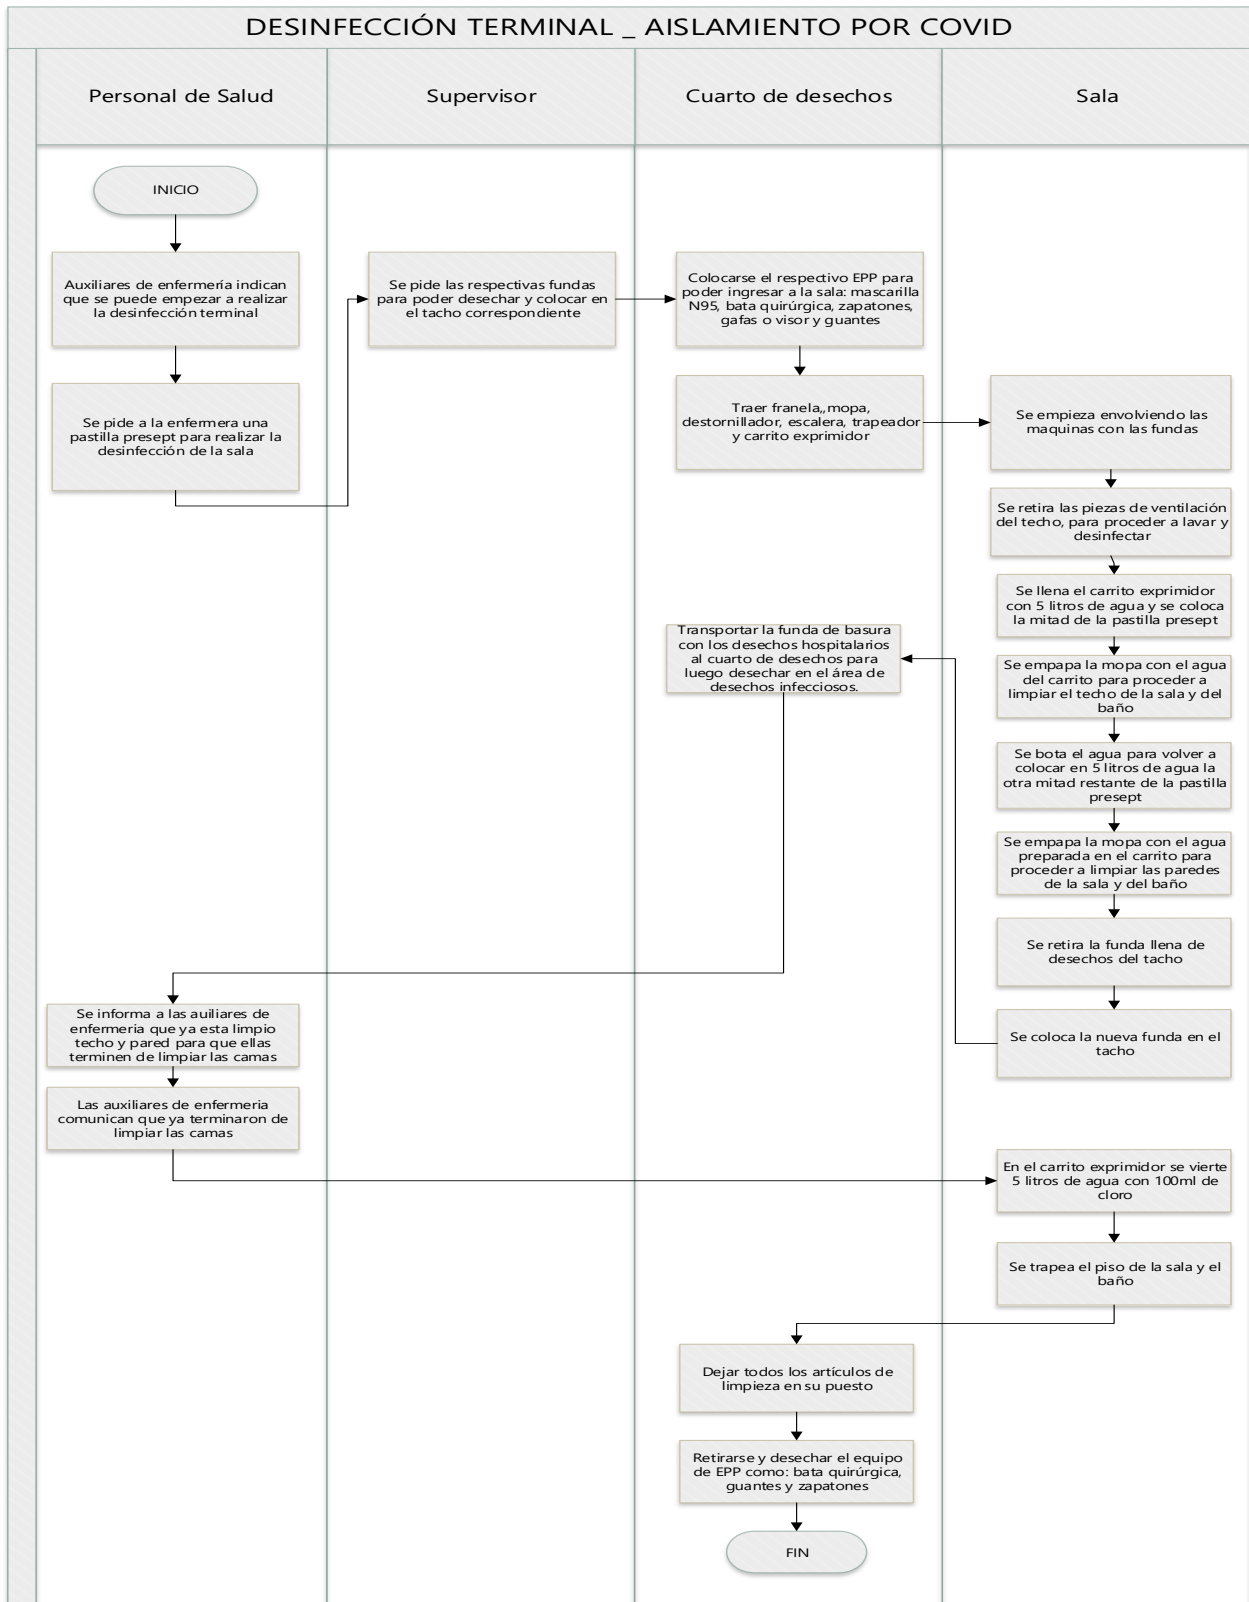 DESINFECCIÓN TERMINAL _ AISLAMIENTO POR COVID
Personal de Salud
Supervisor
Cuarto de desechos
Sala
INICIO
Auxiliares de enfermería indican
que se puede empezar a realizar
la desinfección terminal
Se pide a la enfermera una
pastilla presept para realizar la
desinfección de la sala
Se pide las respectivas fundas
para poder desechar y colocar en
el tacho correspondiente
Colocarse el respectivo EPP para
poder ingresar a la sala: mascarilla
N95, bata quirúrgica, zapatones,
gafas o visor y guantes
Traer franela,,mopa,
destornillador, escalera, trapeador
y carrito exprimidor
Se empieza envolviendo las
maquinas con las fundas
Se retira las piezas de ventilación
del techo, para proceder a lavar y
desinfectar
Se llena el carrito exprimidor
con 5 litros de agua y se coloca
la mitad de la pastilla presept
Se empapa la mopa con el agua
del carrito para proceder a
limpiar el techo de la sala y del
baño
Se bota el agua para volver a
colocar en 5 litros de agua la
otra mitad restante de la pastilla
presept
Se empapa la mopa con el agua
preparada en el carrito para
proceder a limpiar las paredes
de la sala y del baño
Se retira la funda llena de
desechos del tacho
Se coloca la nueva funda en el
tacho
Transportar la funda de basura
con los desechos hospitalarios
al cuarto de desechos para
luego desechar en el área de
desechos infecciosos.
Se informa a las auiliares de
enfermeria que ya esta limpio
techo y pared para que ellas
terminen de limpiar las camas
Las auxiliares de enfermeria
comunican que ya terminaron de
limpiar las camas
En el carrito exprimidor se vierte
5 litros de agua con 100ml de
cloro
Se trapea el piso de la sala y el
baño
Dejar todos los artículos de
limpieza en su puesto
Retirarse y desechar el equipo
de EPP como: bata quirúrgica,
guantes y zapatones
FIN